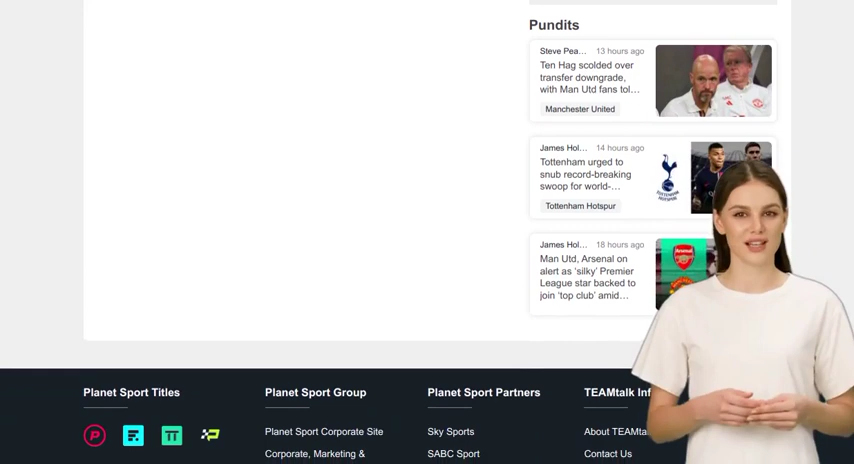 Pundits
Steve Pea... 13 hours ago
Ten Hag scolded over
transfer downgrade,
with Man Utd fans tol...
Manchester United
James Hol... 14 hours ago
Tottenham urged to
snub record-breaking
swoop for world-...
Tottenham Hotspur
TOTTENHAM
HOTSPUR
James Hol... 18 hours ago
Man Utd, Arsenal on
alert as ‘silky’ Premier
League star backed to
join ‘top club’ amid...
Arsenal
Planet Sport Titles
Planet Sport Group
Planet Sport Partners
TEAMtalk Inf
Planet Sport Corporate Site
Sky Sports
About TEAMta
Corporate, Marketing &
SABC Sport
Contact Us